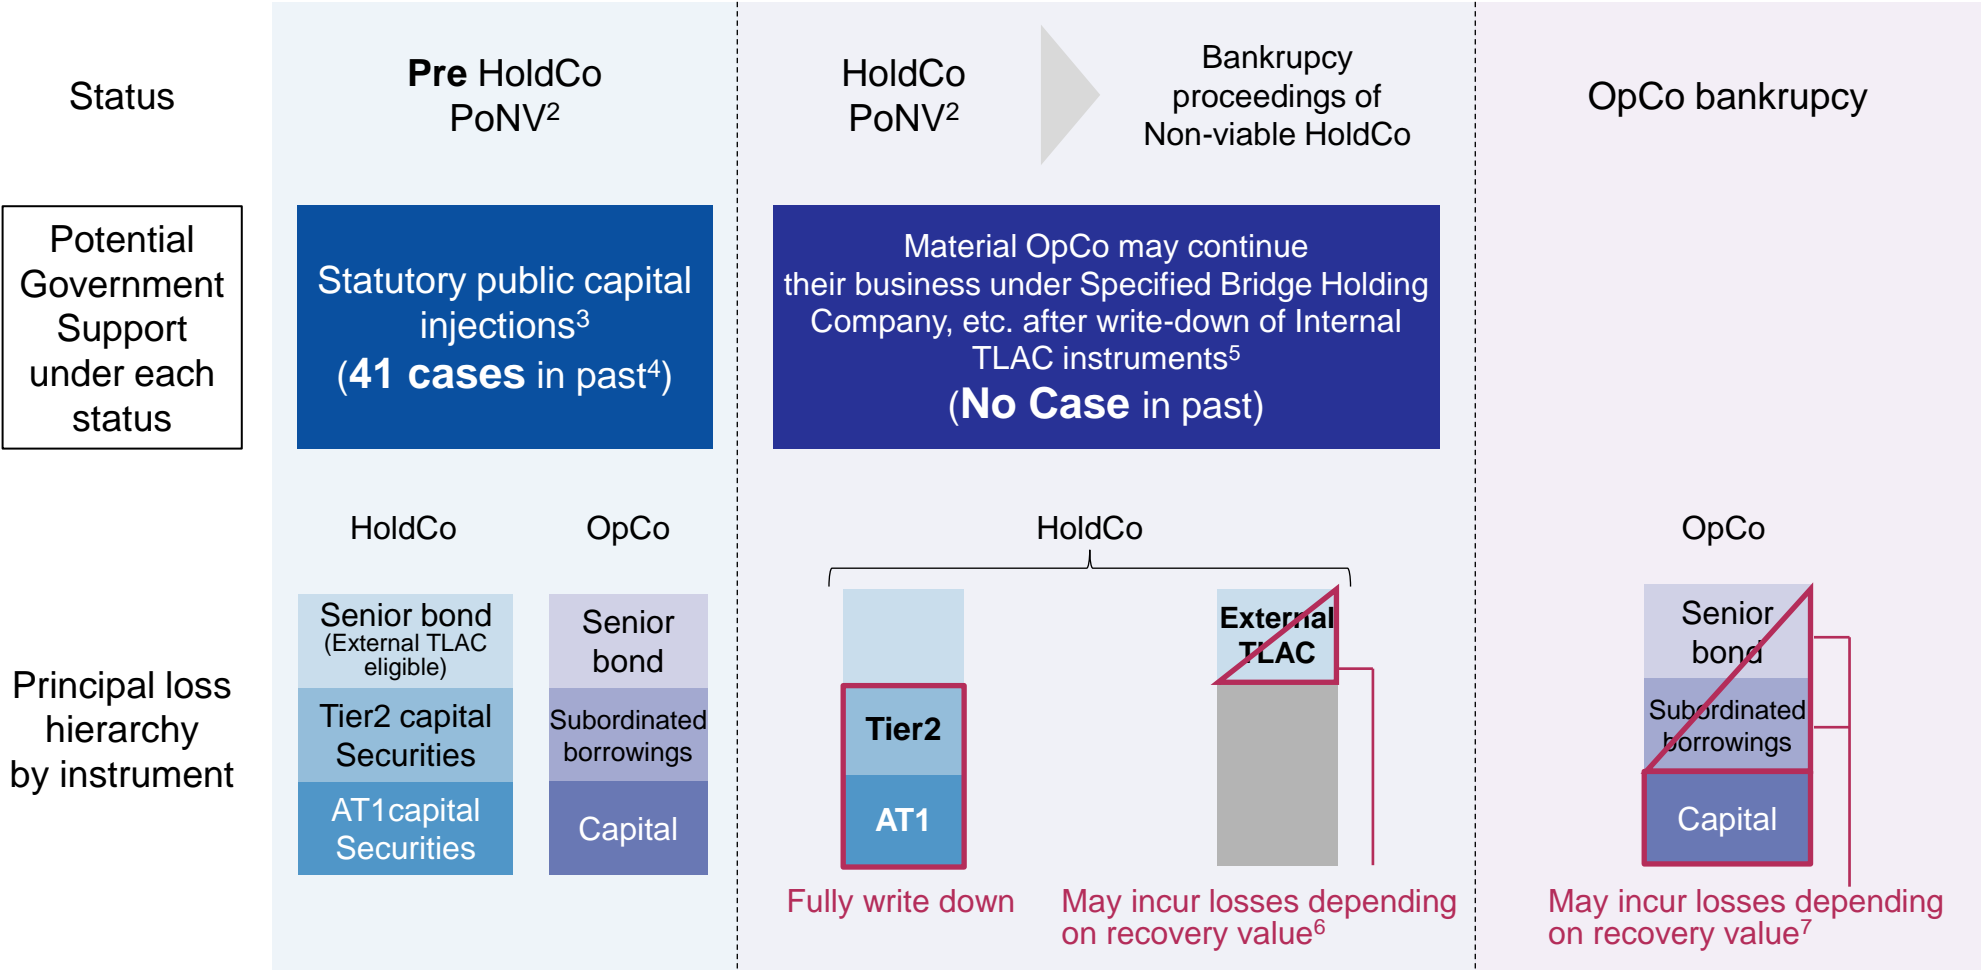 Status
Pre HoldCo
PoNV2
HoldCo
PoNV2
Bankrupcy
proceedings of
Non-viable HoldCo
OpCo bankrupcy
Potential
Government
Support
under each
status
Statutory public capital
injections3
(41 cases in past4)
Material OpCo may continue
their business under Specified Bridge Holding
Company, etc. after write-down of Internal
TLAC instruments5
(No Case in past)
Principal loss
hierarchy
by instrument
HoldCo
Senior bond
(External TLAC
eligible)
Tier2 capital
Securities
AT1capital
Securities
OpCo
Senior
bond
Subordinated
borrowings
Capital
HoldCo
Tier2
AT1
Fully write down
External
TLAC
May incur losses depending
on recovery value6
OpCo
Senior
bond
Subordinated
borrowings
Capital
May incur losses depending
on recovery value7